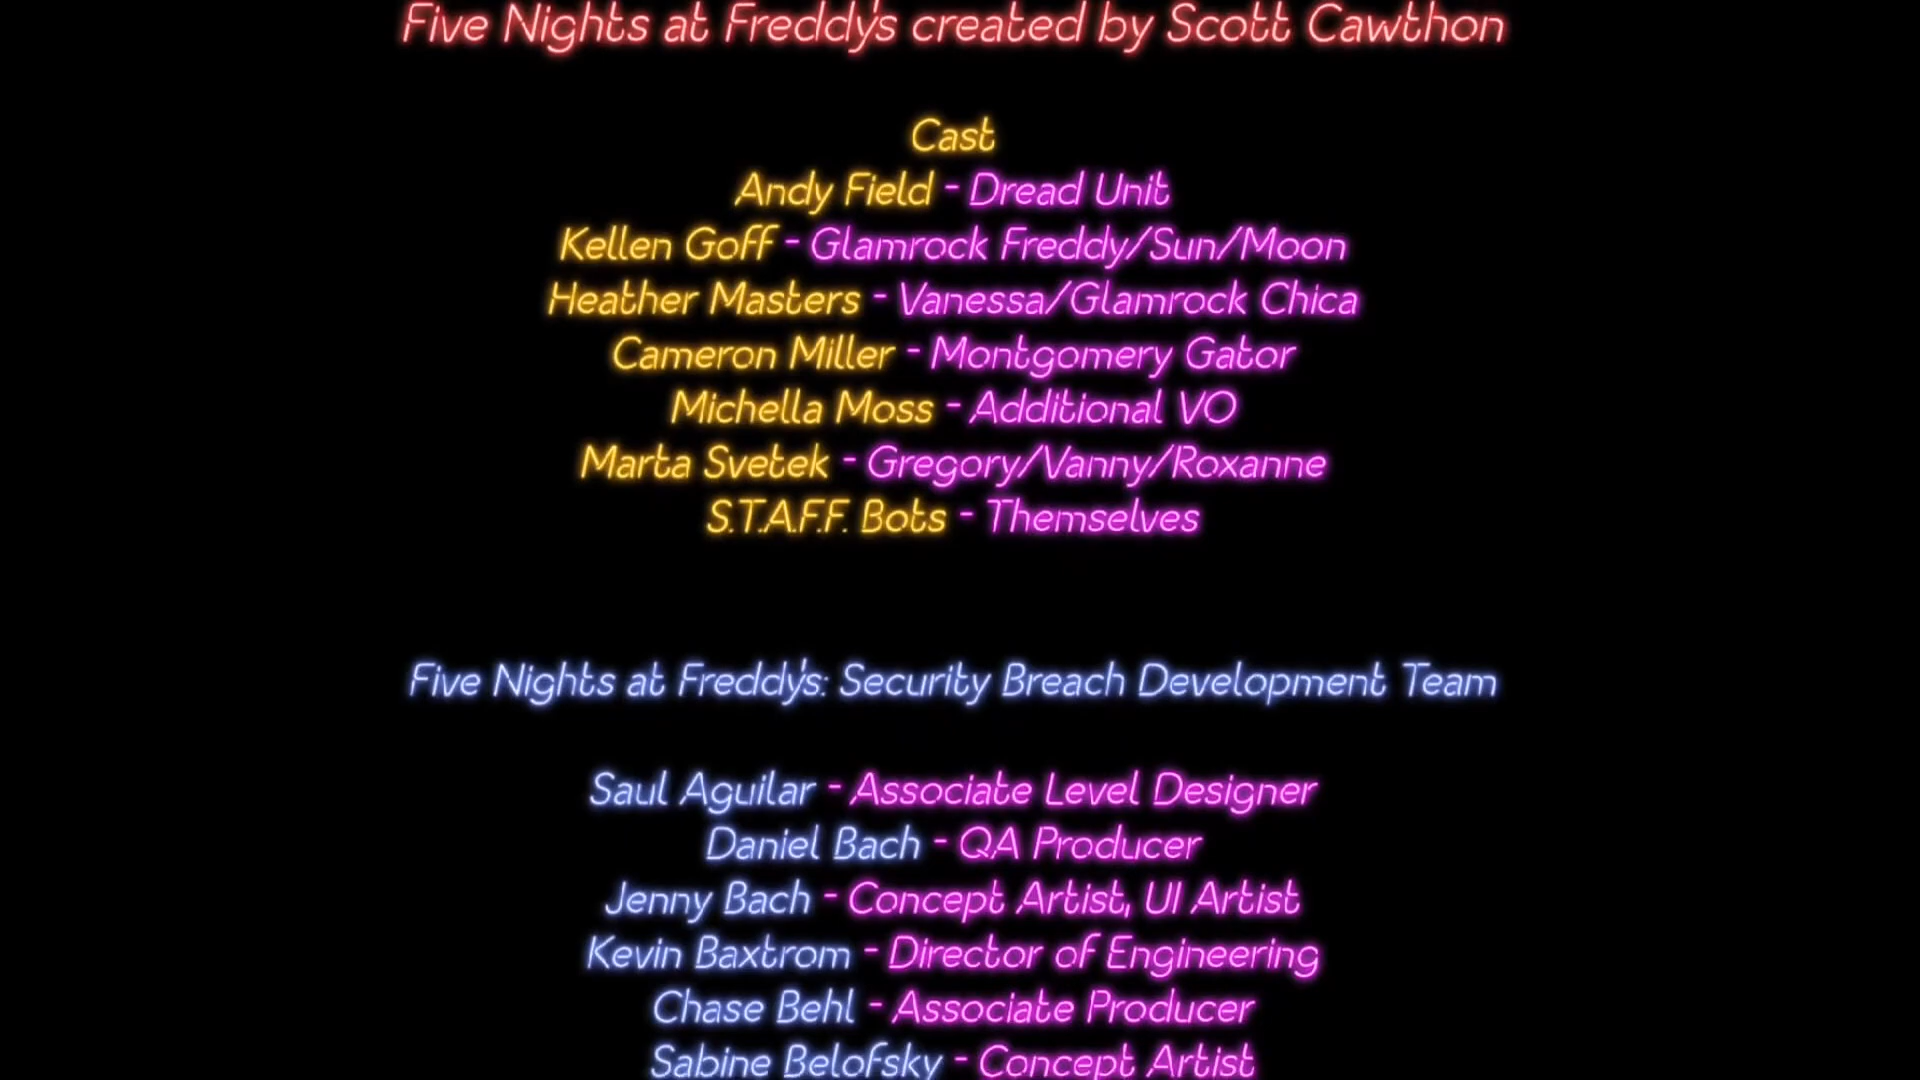 Five Nights at Freddy's created by Scott Cawthon
Cast
Andy Field - Dread Unit
Kellen Goff - Glamrock Freddy/Sun/Moon
Heather Masters - Vanessa/Glamrock Chica
Cameron Miller - Montgomery Gator
Michella Moss - Additional VO
Marta Svetek - Gregory/Vanny/Roxanne
S.T.A.F.F. Bots - Themselves
Five Nights at Freddy's: Security Breach Development Team
Saul Aguilar - Associate Level Designer
Daniel Bach - QA Producer
Jenny Bach - Concept Artist, UI Artist
Kevin Baxtrom - Director of Engineering
Chase Behl - Associate Producer
Sabine Belofsky - Concept Artist